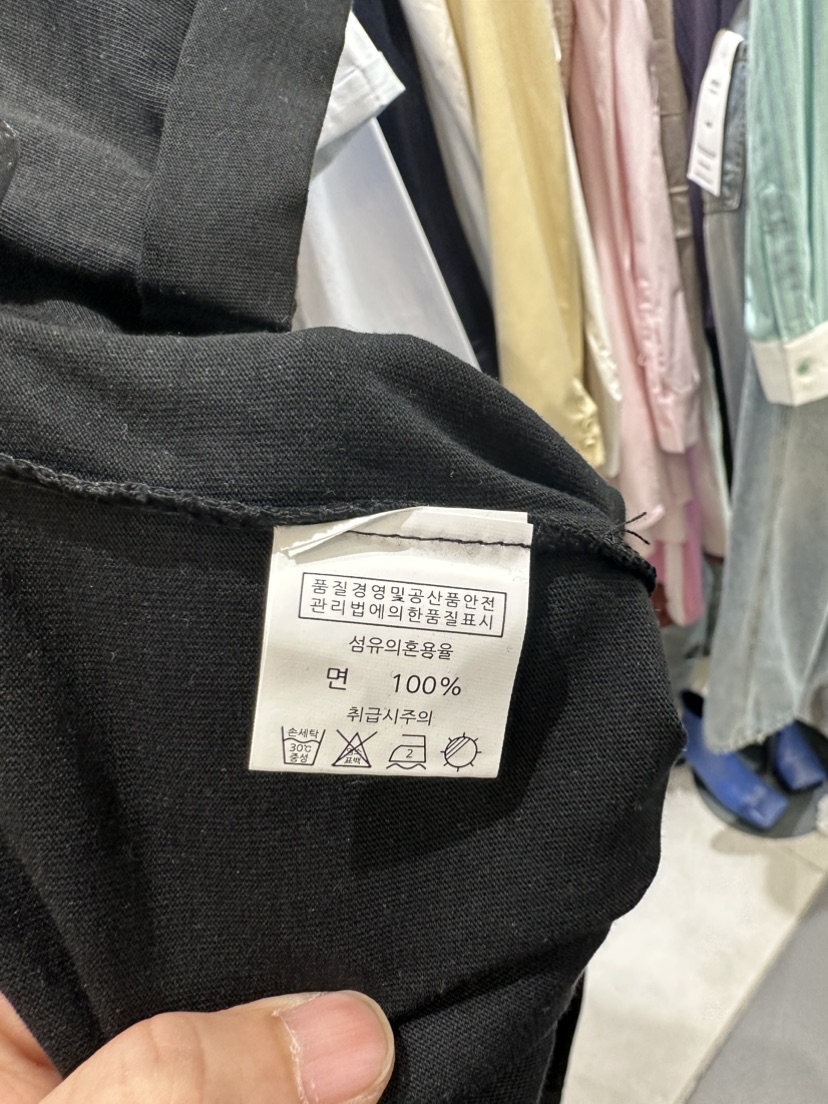 품질경영및공산품안전
관리법에의한품질표시
섬유의혼용율
면 100%
취급시주의
손세탁
30℃
중성
표백
2